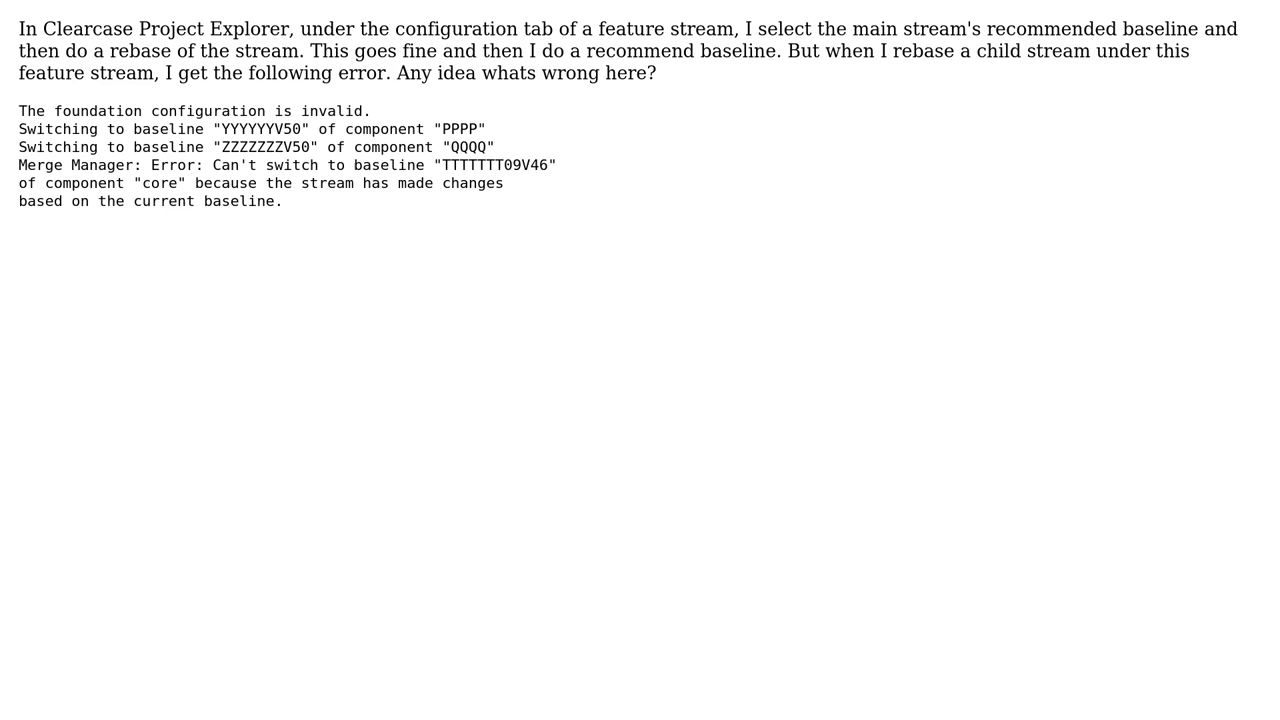 In Clearcase Project Explorer, under the configuration tab of a feature stream, I select the main stream's recommended baseline and
then do a rebase of the stream. This goes fine and then I do a recommend baseline. But when I rebase a child stream under this
feature stream, I get the following error. Any idea whats wrong here?
The foundation configuration is invalid.
Switching to baseline "YYYYYYV50" of component "PPPP"
Switching to baseline "ZZZZZZZV50" of component "QQQQ"
Merge Manager: Error: Can't switch to baseline "TTTTTTT09V46"
of component "core" because the stream has made changes
based on the current baseline.